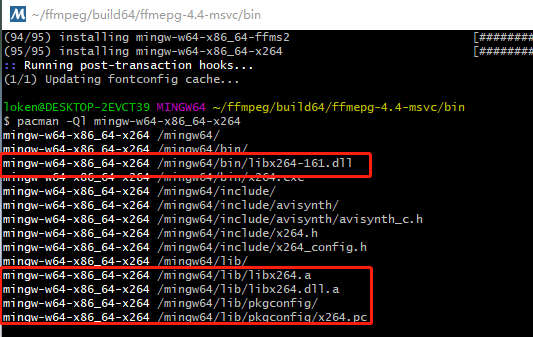 ~/ffmpeg/build64/ffmepg-4.4-msvc/bin
(94/95) installing mingw-w64-x86_64-ffms2 [########
(95/95) installing mingw-w64-x86_64-x264 [########
:: Running post-transaction hooks...
(1/1) Updating fontconfig cache...
loken@DESKTOP-2EVCT39 MINGW64 ~/ffmpeg/build64/ffmepg-4.4-msvc/bin
$ pacman -Ql mingw-w64-x86_64-x264
mingw-w64-x86_64-x264 /mingw64/
mingw-w64-x86_64-x264 /mingw64/bin/
mingw-w64-x86_64-x264 /mingw64/bin/libx264-161.dll
mingw-w64-x86_64-x264 /mingw64/bin/x264.exe
mingw-w64-x86_64-x264 /mingw64/include/
mingw-w64-x86_64-x264 /mingw64/include/avisynth/
mingw-w64-x86_64-x264 /mingw64/include/avisynth/avisynth_c.h
mingw-w64-x86_64-x264 /mingw64/include/x264.h
mingw-w64-x86_64-x264 /mingw64/include/x264_config.h
mingw-w64-x86_64-x264 /mingw64/lib/
mingw-w64-x86_64-x264 /mingw64/lib/libx264.a
mingw-w64-x86_64-x264 /mingw64/lib/libx264.dll.a
mingw-w64-x86_64-x264 /mingw64/lib/pkgconfig/
mingw-w64-x86_64-x264 /mingw64/lib/pkgconfig/x264.pc